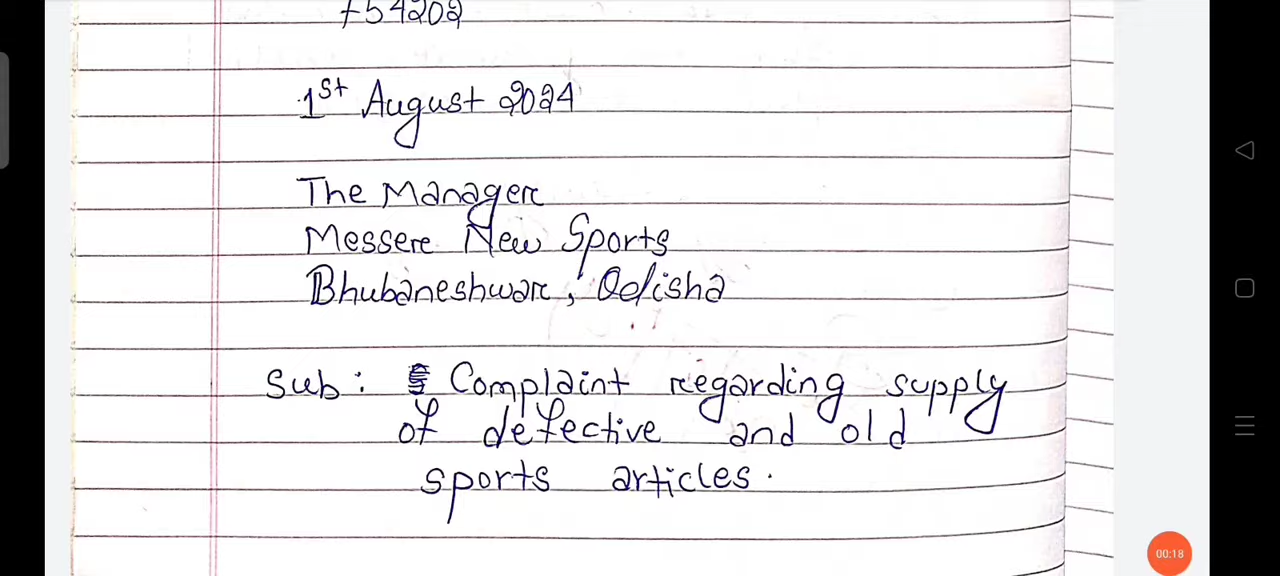 754202
1st August 2024
The Manager
Messere New Sports
Bhubaneshwar, Odisha
Sub: Complaint regarding supply
of defective and old
sports articles.
00:18